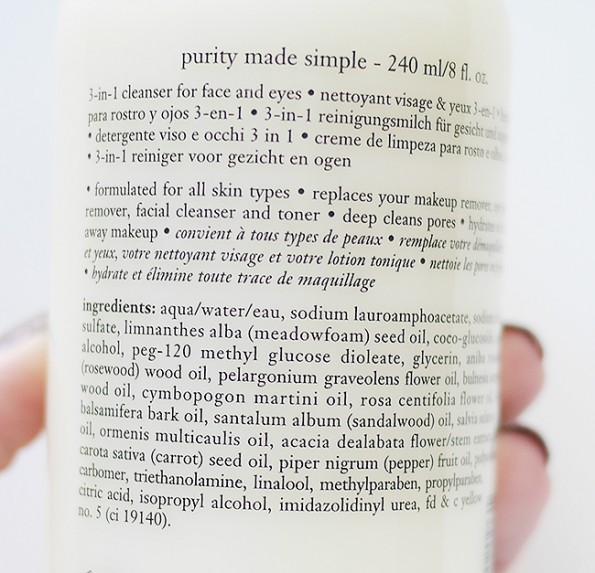 purity made simple - 240 ml/8 fl. oz.
3-in-1 cleanser for face and eyes • nettoyant visage & yeux 3-en-1 •
para rostro y ojos 3-en-1 • 3-in-1 reinigungsmilch für gesicht und
• detergente viso e occhi 3 in 1 • creme de limpeza para rosto e
• 3-in-1 reiniger voor gezicht en ogen
• formulated for all skin types • replaces your makeup remover,
remover, facial cleanser and toner • deep cleans pores •
away makeup • convient à tous types de peaux • remplace votre
et yeux, votre nettoyant visage et votre lotion tonique • nettoie les
• hydrate et élimine toute trace de maquillage
ingredients: aqua/water/eau, sodium lauroamphoacetate,
sulfate, limnanthes alba (meadowfoam) seed oil,
alcohol, peg-120 methyl glucose dioleate, glycerin,
(rosewood) wood oil, pelargonium graveolens flower oil,
wood oil, cymbopogon martini oil, rosa centifolia flower
balsamifera bark oil, santalum album (sandalwood) oil, salvia
oil, ormenis multicaulis oil, acacia dealabata flower/stem
carota sativa (carrot) seed oil, piper nigrum (pepper) fruit oil,
carbomer, triethanolamine, linalool, methylparaben, propylparaben,
citric acid, isopropyl alcohol, imidazolidinyl urea, fd & c yellow
no. 5 (ci 19140).